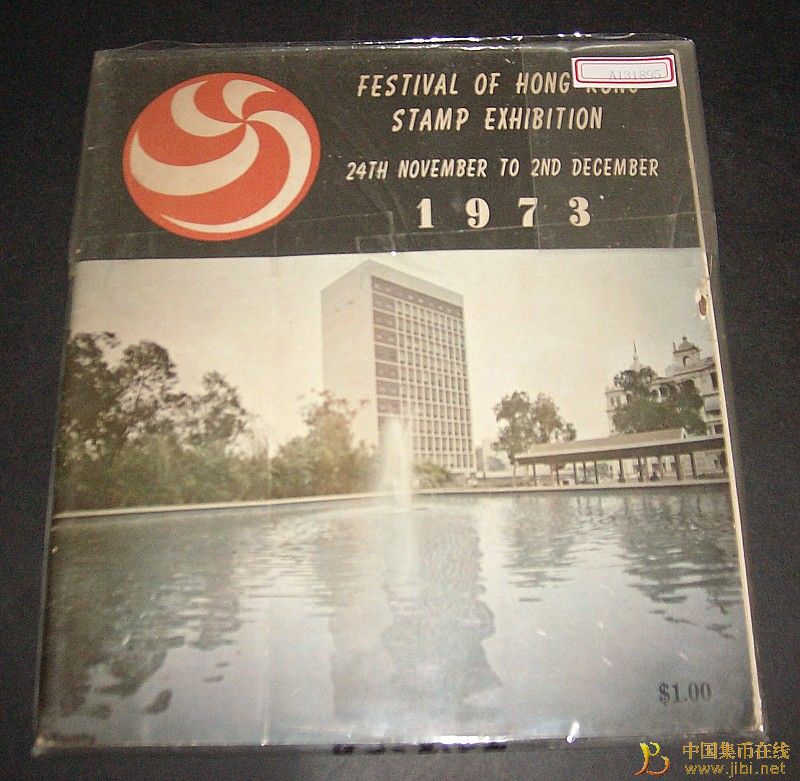 FESTIVAL OF HONG KONG
A131895
STAMP EXHIBITION
24TH NOVEMBER TO 2ND DECEMBER
1973
$1.00
中国集币在线
www.jibi.net